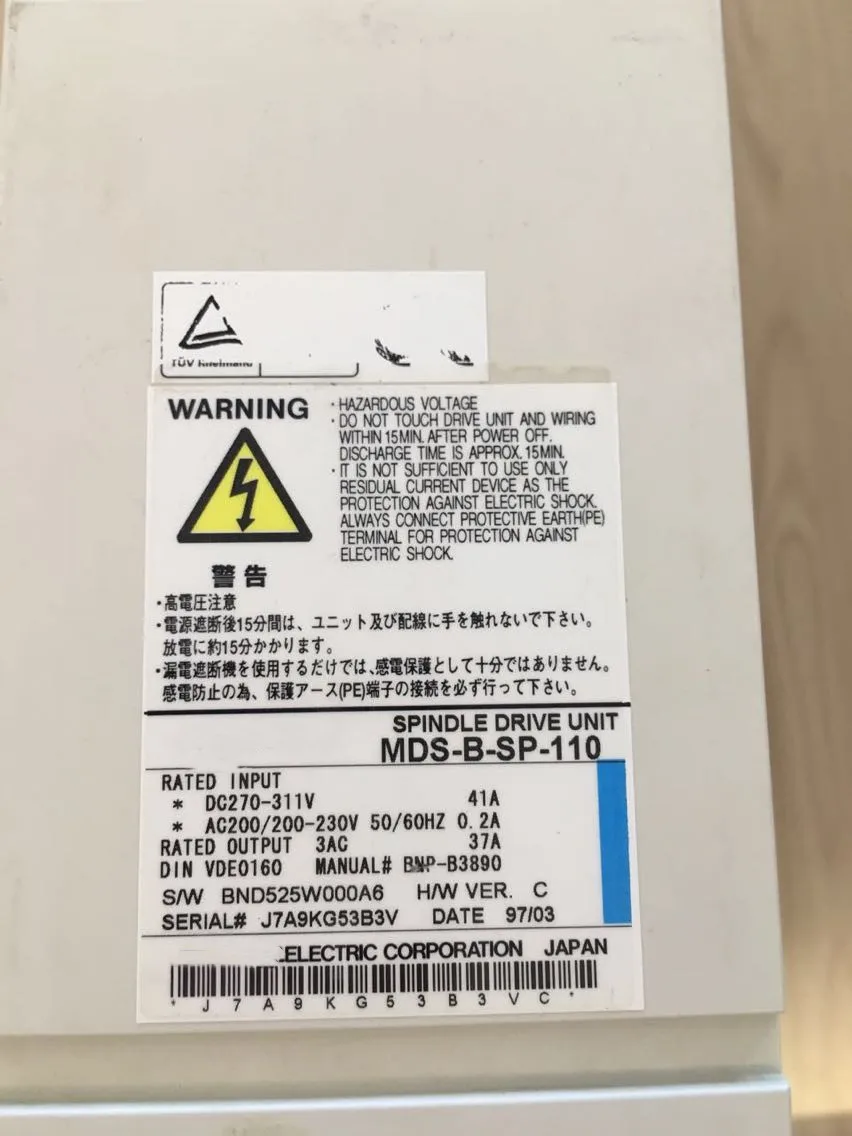 TÜV Rheinland
WARNING
· HAZARDOUS VOLTAGE
· DO NOT TOUCH DRIVE UNIT AND WIRING
WITHIN 15MIN. AFTER POWER OFF.
DISCHARGE TIME IS APPROX. 15MIN.
· IT IS NOT SUFFICIENT TO USE ONLY
RESIDUAL CURRENT DEVICE AS THE
PROTECTION AGAINST ELECTRIC SHOCK.
ALWAYS CONNECT PROTECTIVE EARTH(PE)
TERMINAL FOR PROTECTION AGAINST
ELECTRIC SHOCK.
警告
・高電圧注意
・電源遮断後15分間は、ユニット及び配線に手を触れないで下さい。
放電に約15分かかります。
・漏電遮断機を使用するだけでは、感電保護として十分ではありません。
感電防止の為、保護アース(PE)端子の接続を必ず行って下さい。
SPINDLE DRIVE UNIT
MDS-B-SP-110
RATED INPUT
* DC270-311V 41A
* AC200/200-230V 50/60HZ 0.2A
RATED OUTPUT 3AC 37A
DIN VDE0160 MANUAL# BNP-B3890
S/W BND525W000A6 H/W VER. C
SERIAL# J7A9KG53B3V DATE 97/03
ELECTRIC CORPORATION JAPAN
* J 7 A 9 K G 5 3 B 3 V C *